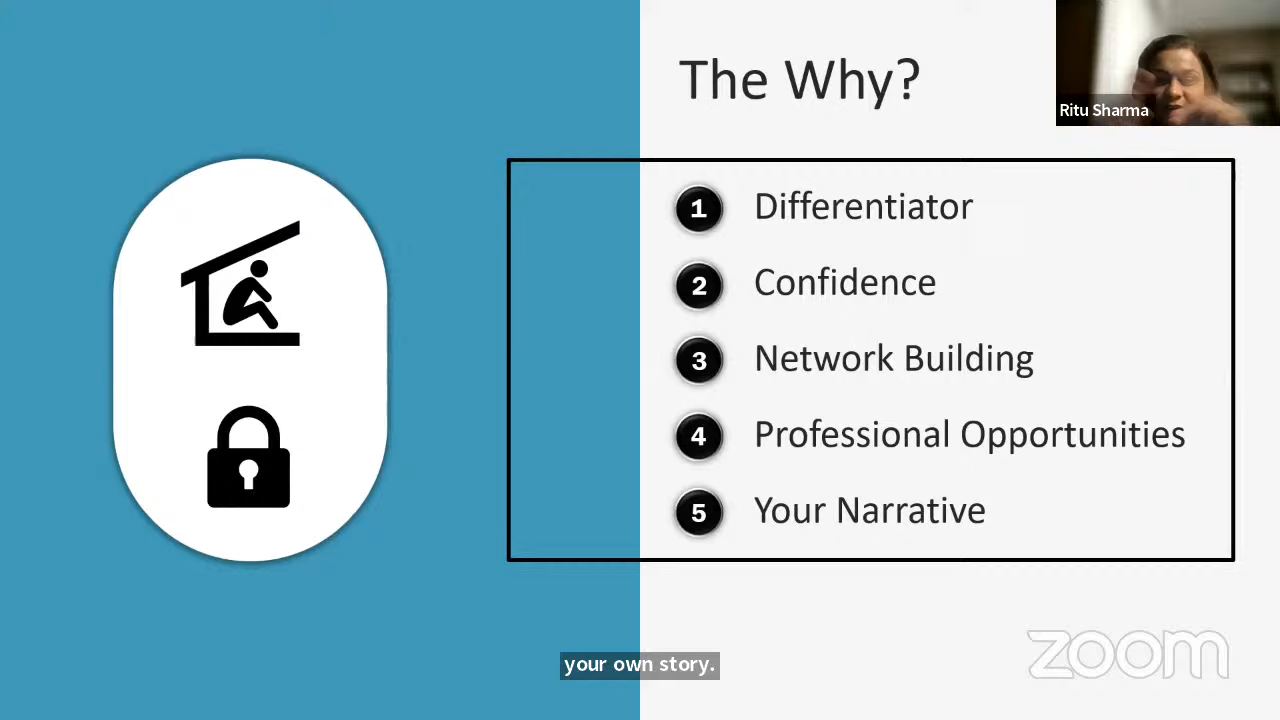 The Why?
Ritu Sharma
1 Differentiator
2 Confidence
3 Network Building
4 Professional Opportunities
5 Your Narrative
your own story.
zoom